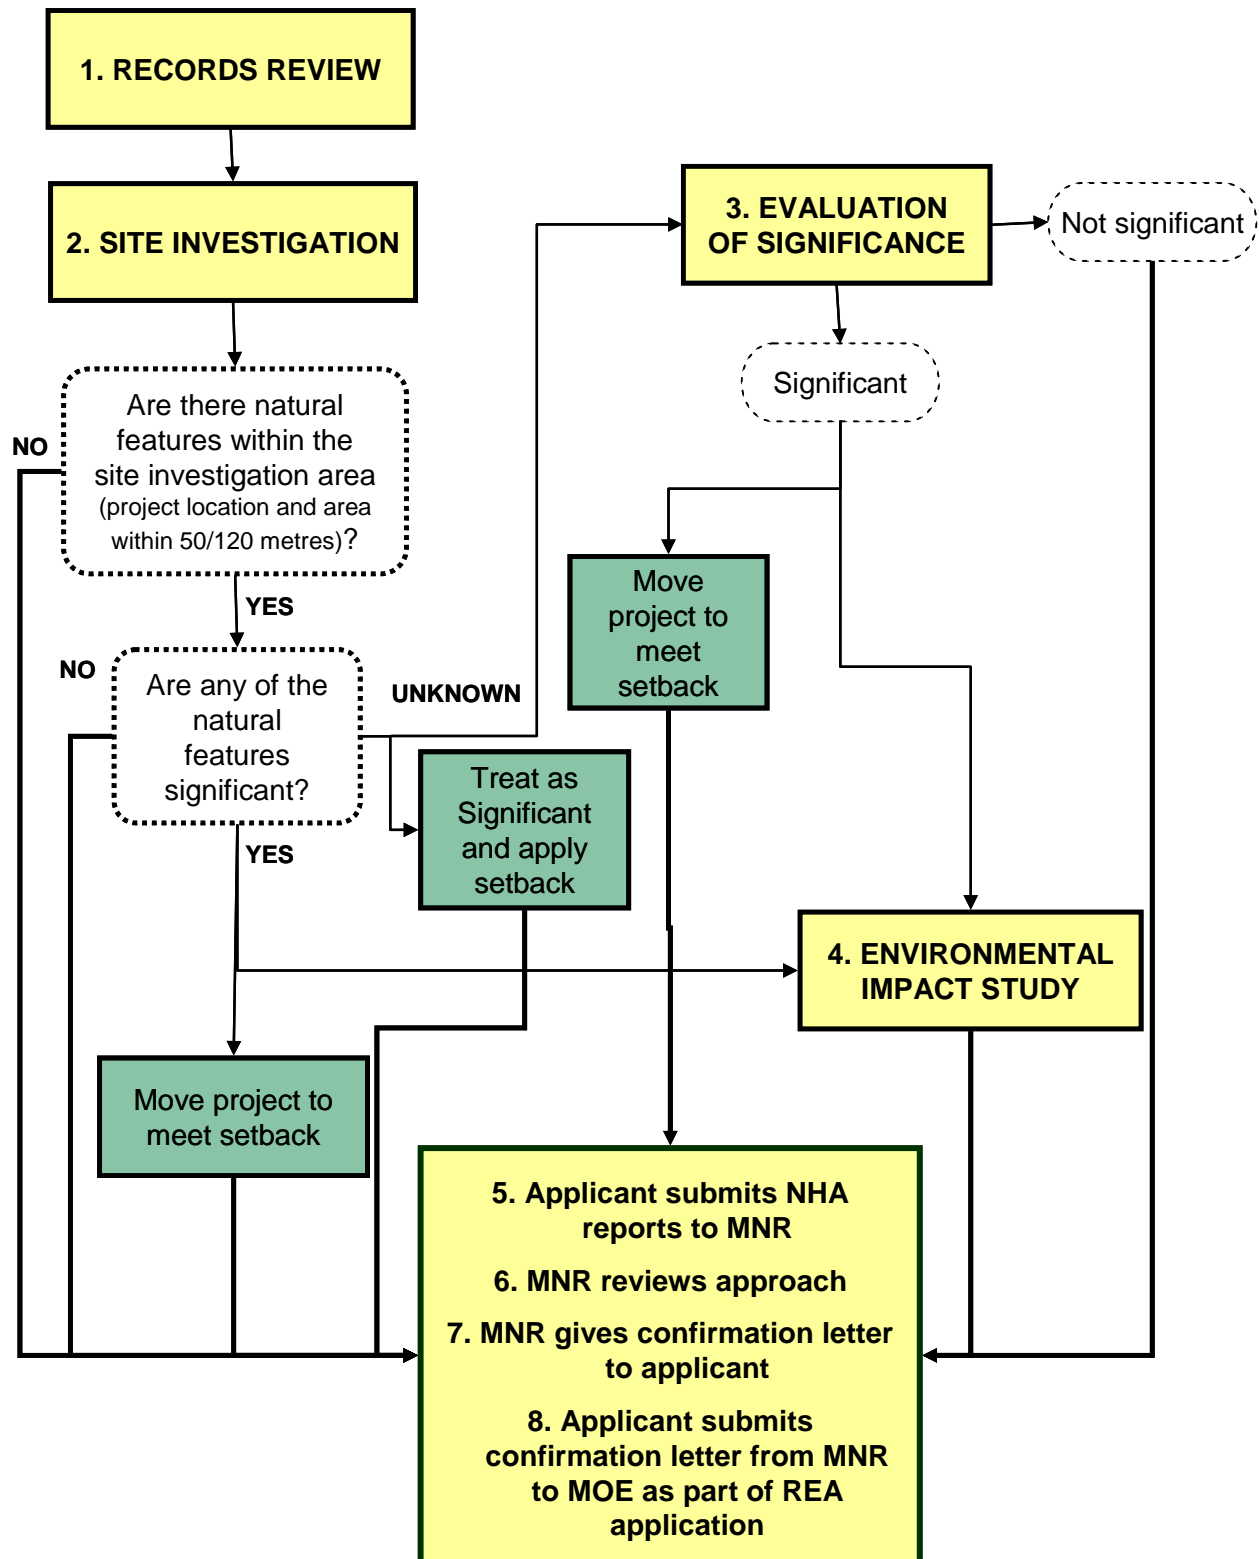 1. RECORDS REVIEW
2. SITE INVESTIGATION
3. EVALUATION
OF SIGNIFICANCE
Not significant
Significant
Are there natural
features within the
site investigation area
(project location and area
within 50/120 metres)?
NO
YES
Move
project to
meet
setback
NO
Are any of the
natural
features
significant?
UNKNOWN
YES
Treat as
Significant
and apply
setback
4. ENVIRONMENTAL
IMPACT STUDY
Move project to
meet setback
5. Applicant submits NHA
reports to MNR
6. MNR reviews approach
7. MNR gives confirmation letter
to applicant
8. Applicant submits
confirmation letter from MNR
to MOE as part of REA
application